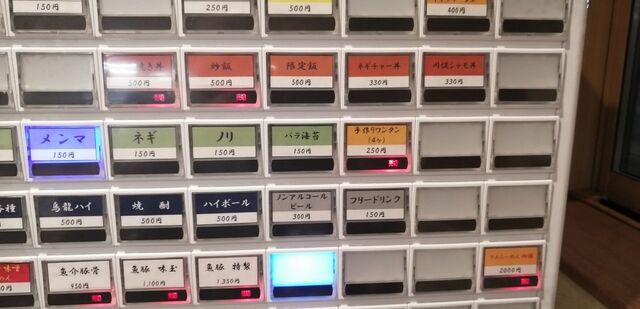 150円
250円
500円
400円
き丼
500円
炒飯
500円
限定飯
500円
ネギチャー丼
330円
330円
メンマ
150円
ネギ
150円
ノリ
150円
バラ海苔
150円
手作りワンタン
(4ヶ)
250円
各種
烏龍ハイ
500円
焼酎
500円
ハイボール
500円
ノンアルコール
ビール
300円
フリードリンク
150円
魚介豚骨
950円
魚豚 味玉
1,100円
魚豚 特製
1,350円
2000円